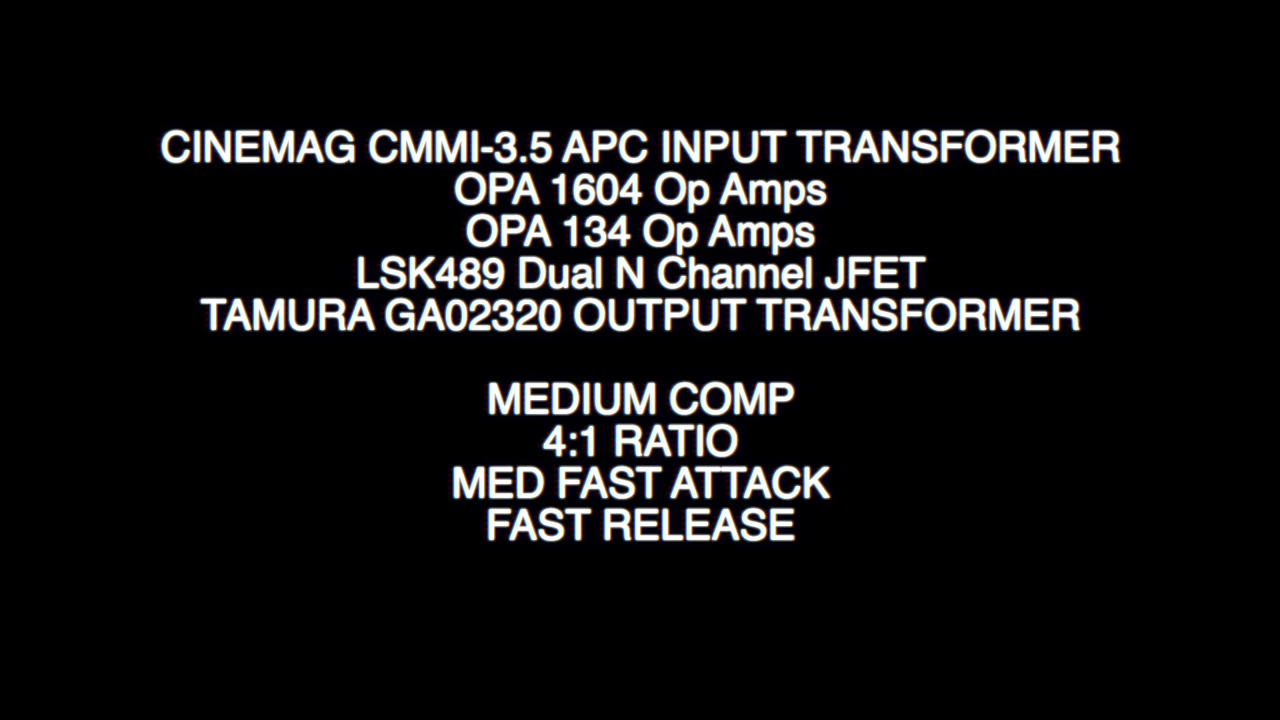 CINEMAG CMMI-3.5 APC INPUT TRANSFORMER
OPA 1604 Op Amps
OPA 134 Op Amps
LSK489 Dual N Channel JFET
TAMURA GA02320 OUTPUT TRANSFORMER
MEDIUM COMP
4:1 RATIO
MED FAST ATTACK
FAST RELEASE